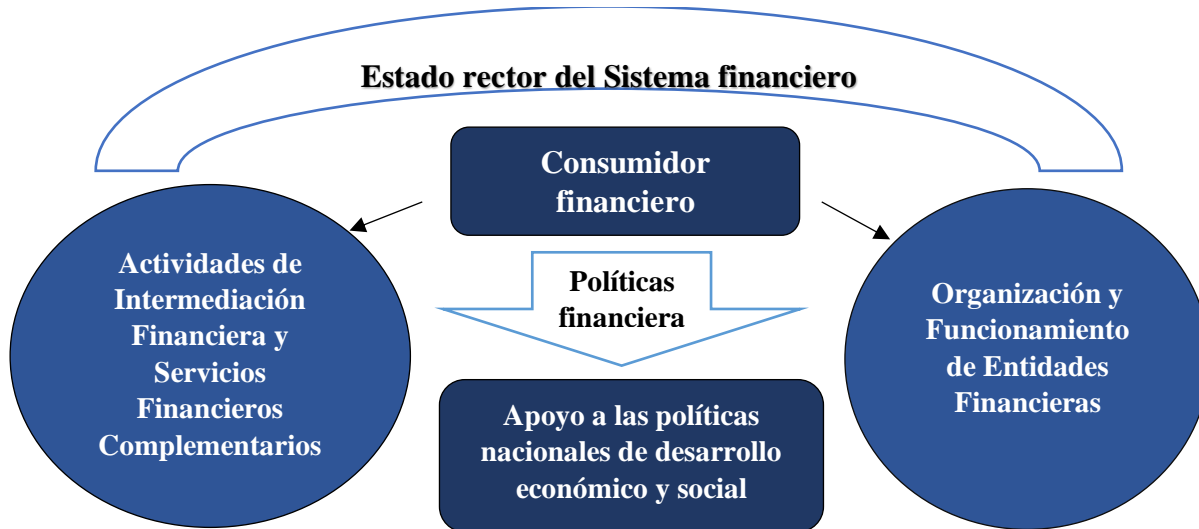 Estado rector del Sistema financiero
Consumidor
financiero
Actividades de
Intermediación
Financiera y
Servicios
Financieros
Complementarios
Políticas
financiera
Organización y
Funcionamiento
de Entidades
Financieras
Apoyo a las políticas
nacionales de desarrollo
económico y social